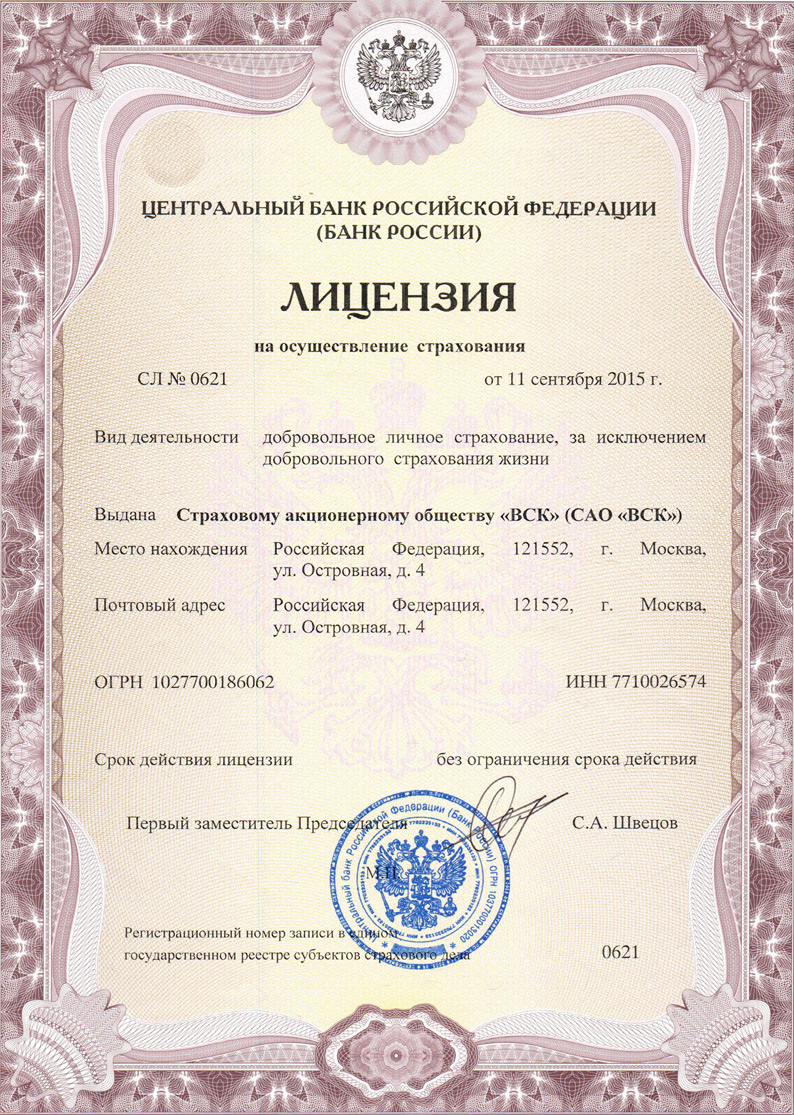 ЦЕНТРАЛЬНЫЙ БАНК РОССИЙСКОЙ ФЕДЕРАЦИИ
(БАНК РОССИИ)
ЛИЦЕНЗИЯ
на осуществление страхования
СЛ № 0621 от 11 сентября 2015 г.
Вид деятельности добровольное личное страхование, за исключением
добровольного страхования жизни
Выдана Страховому акционерному обществу «ВСК» (САО «ВСК»)
Место нахождения Российская Федерация, 121552, г. Москва,
ул. Островная, д. 4
Почтовый адрес Российская Федерация, 121552, г. Москва,
ул. Островная, д. 4
ОГРН 1027700186062 ИНН 7710026574
Срок действия лицензии без ограничения срока действия
Первый заместитель Председателя С.А. Швецов
М.П.
Центральный банк Российской Федерации (Банк России) ОГРН 1037700013020
Регистрационный номер записи в едином
государственном реестре субъектов страхового дела 0621